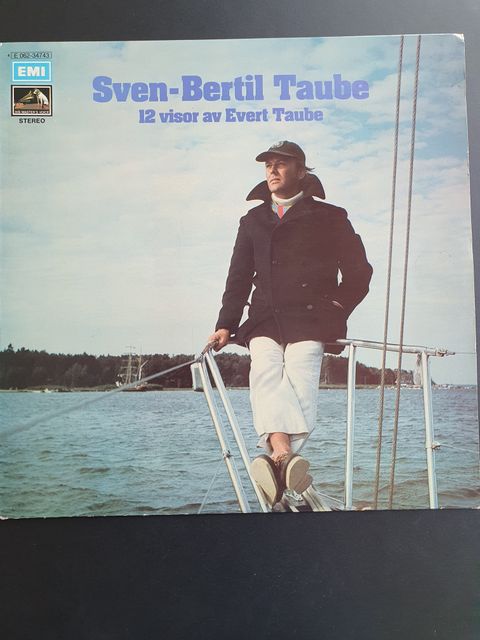 E 062-34743
EMI
STEREO
Sven-Bertil Taube
12 visor av Evert Taube